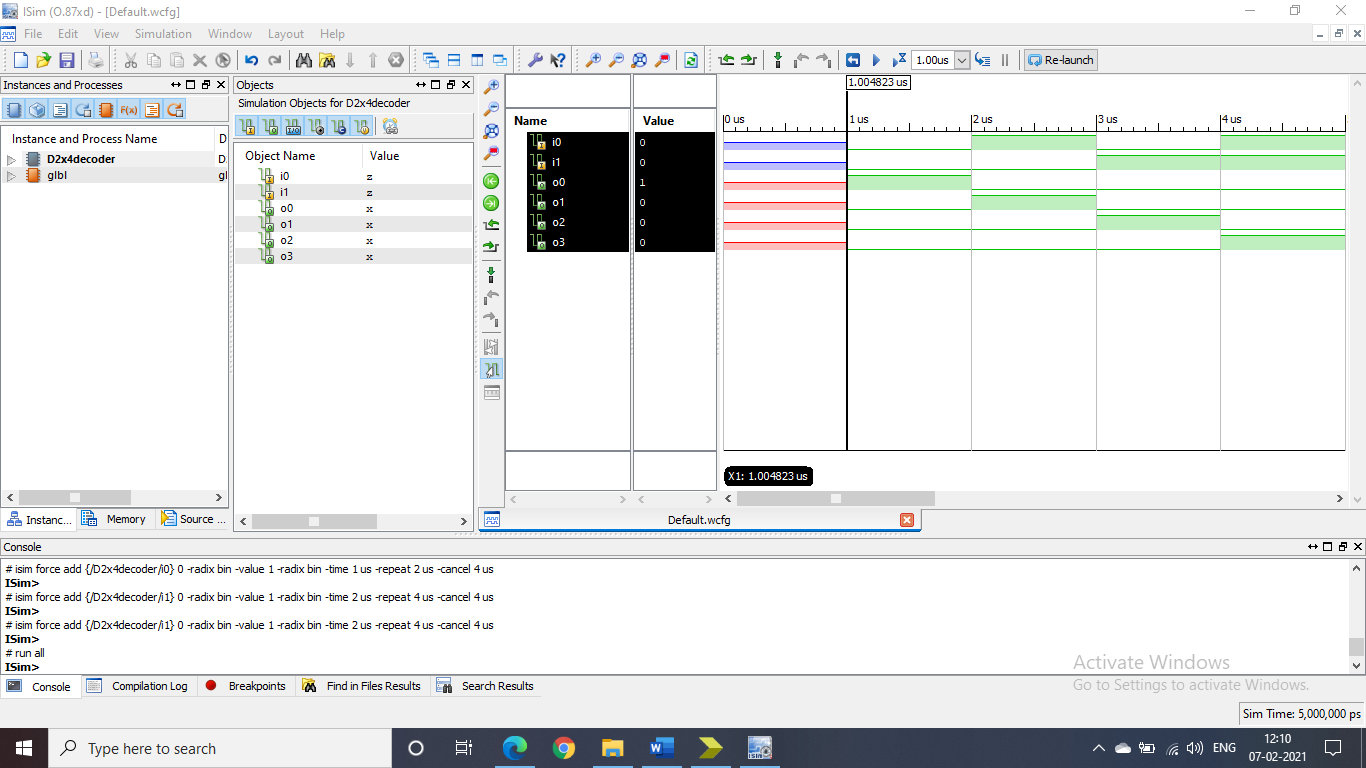 ISim (O.87xd) - [Default.wcfg]
File Edit View Simulation Window Layout Help
1.00us Re-launch
Instances and Processes
Instance and Process Name D
D2x4decoder D.
glbl gl
Instanc... Memory Source ...
Objects
Simulation Objects for D2x4decoder
Object Name Value
i0 z
i1 z
o0 x
o1 x
o2 x
o3 x
Name Value
i0 0
i1 0
o0 1
o1 0
o2 0
o3 0
1.004823 us
0 us 1 us 2 us 3 us 4 us
X1: 1.004823 us
Default.wcfg
Console
# isim force add {/D2x4decoder/i0} 0 -radix bin -value 1 -radix bin -time 1 us -repeat 2 us -cancel 4 us
ISim>
# isim force add {/D2x4decoder/i1} 0 -radix bin -value 1 -radix bin -time 2 us -repeat 4 us -cancel 4 us
ISim>
# isim force add {/D2x4decoder/i1} 0 -radix bin -value 1 -radix bin -time 2 us -repeat 4 us -cancel 4 us
ISim>
# run all
ISim>
Activate Windows
Go to Settings to activate Windows.
Console Compilation Log Breakpoints Find in Files Results Search Results
Sim Time: 5,000,000 ps
Type here to search
ENG
12:10
07-02-2021